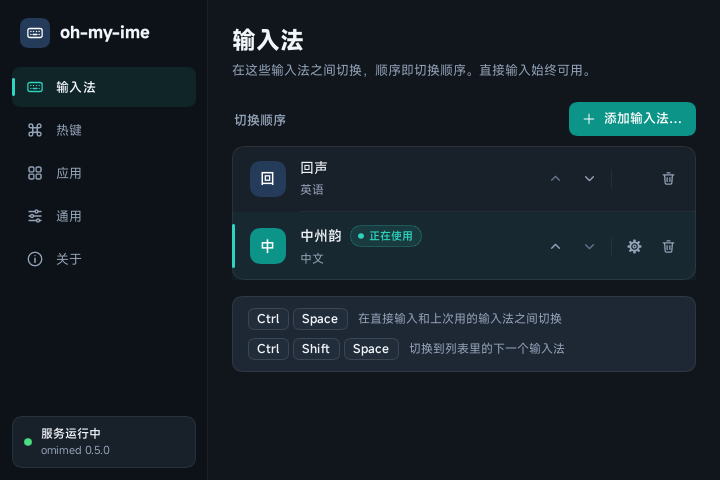 oh-my-ime
输入法
热键
应用
通用
关于
服务运行中
omimed 0.5.0
输入法
在这些输入法之间切换，顺序即切换顺序。直接输入始终可用。
切换顺序
添加输入法...
回
回声
英语
中
中州韵
正在使用
中文
Ctrl Space 在直接输入和上次用的输入法之间切换
Ctrl Shift Space 切换到列表里的下一个输入法